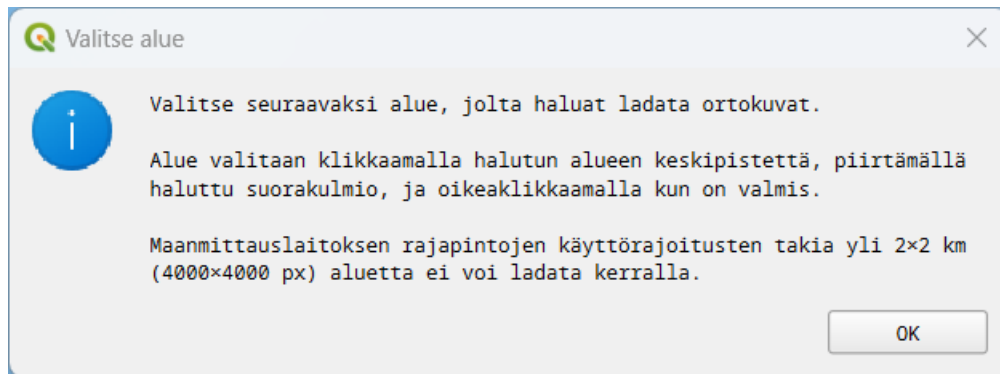 Valitse alue
Valitse seuraavaksi alue, jolta haluat ladata ortokuvat.
Alue valitaan klikkaamalla halutun alueen keskipistettä, piirtämällä
haluttu suorakulmio, ja oikeaklikkaamalla kun on valmis.
Maanmittauslaitoksen rajapintojen käyttörajoitusten takia yli 2×2 km
(4000×4000 px) aluetta ei voi ladata kerralla.
OK